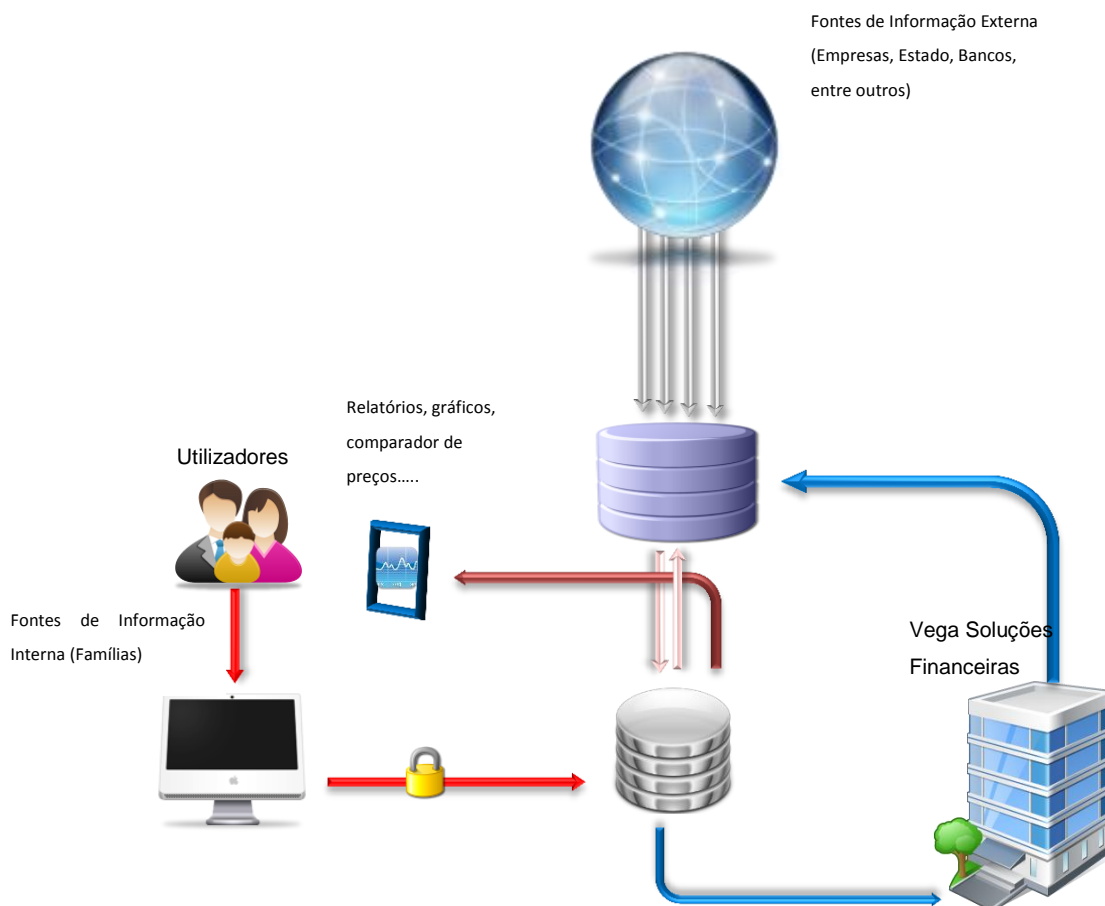 Fontes de Informação Externa
(Empresas, Estado, Bancos,
entre outros)
Relatórios, gráficos,
comparador de
preços.....
Utilizadores
Fontes de Informação
Interna (Famílias)
Vega Soluções
Financeiras